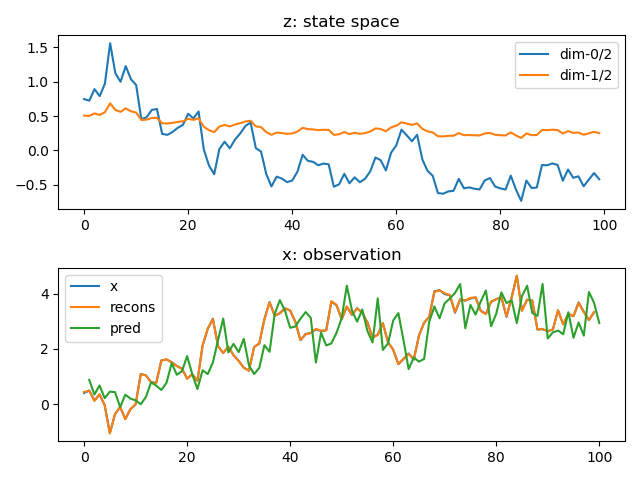 z: state space
1.5
1.0
0.5
0.0
−0.5
dim-0/2
dim-1/2
0 20 40 60 80 100
x: observation
4
2
0
x
recons
pred
0 20 40 60 80 100